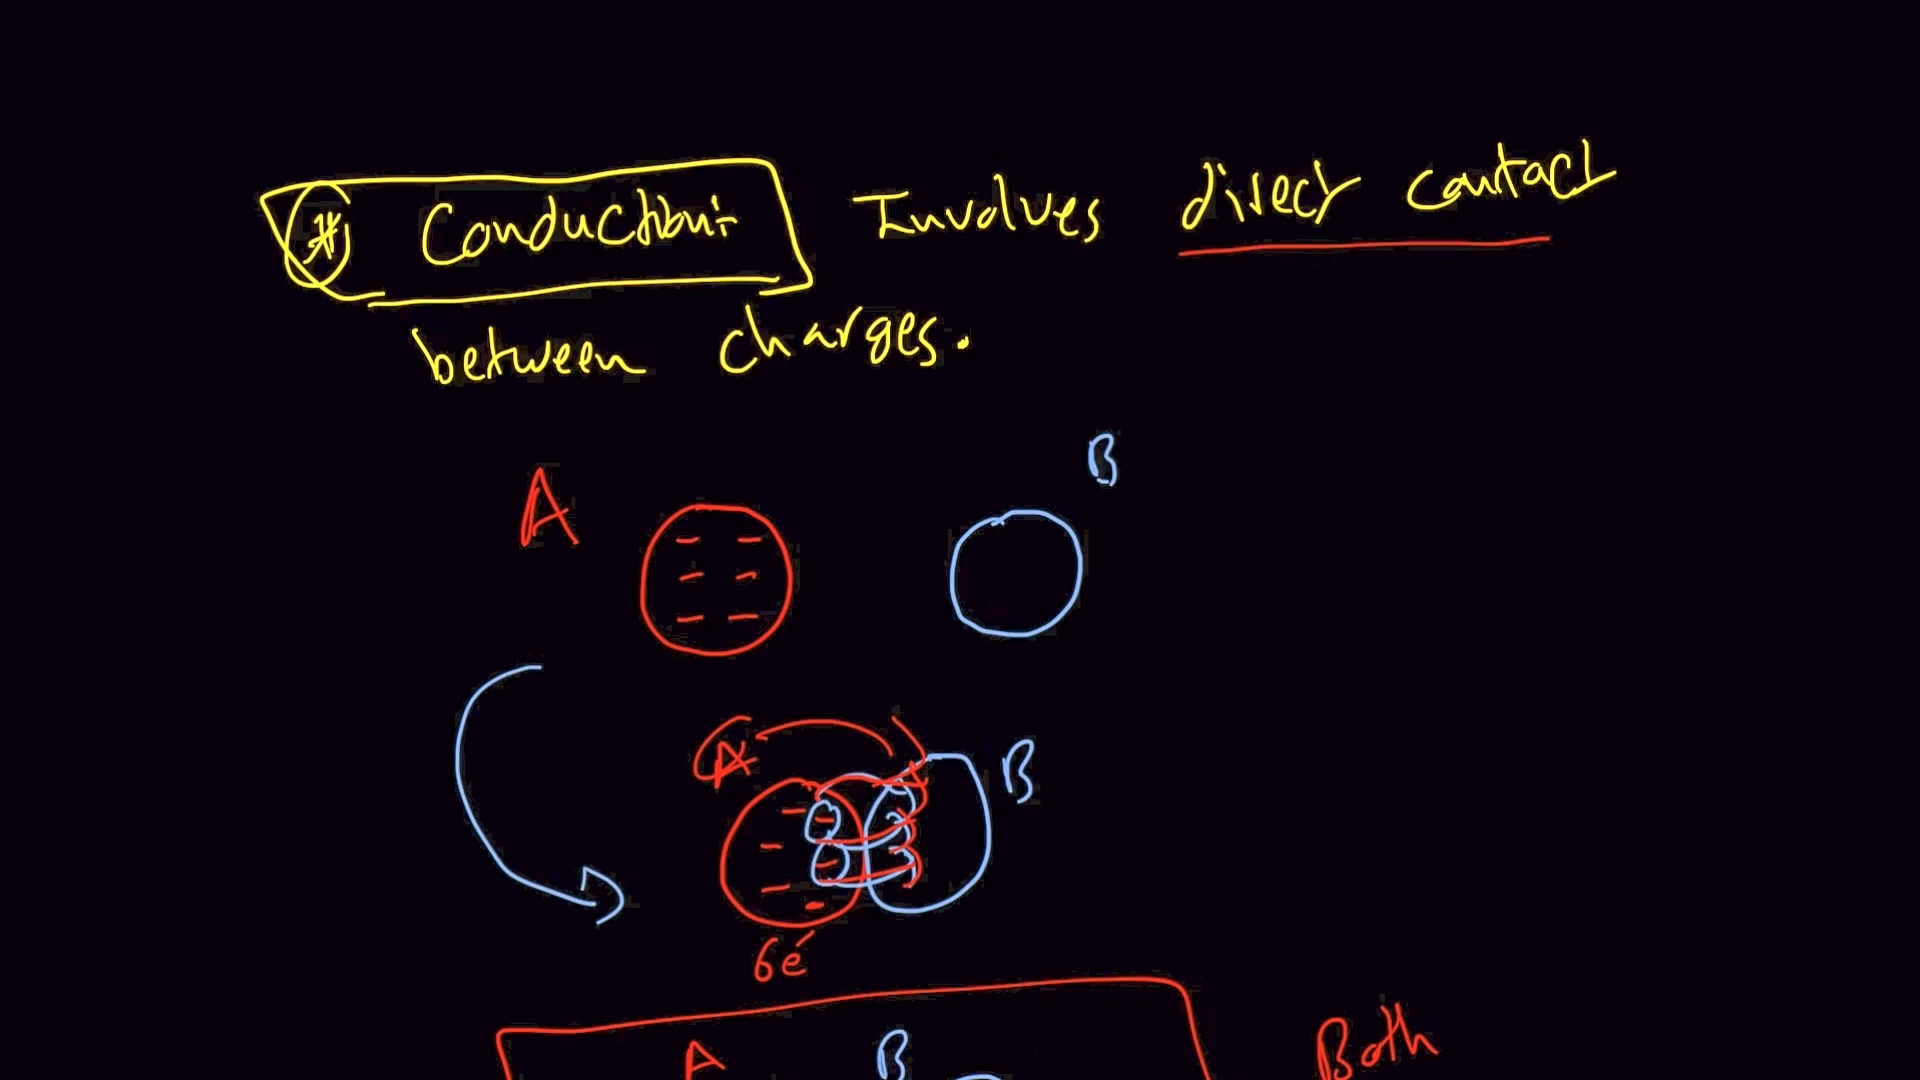 * Conduction:- Involves direct contact
between charges.
A
B
A
B
6e-
A
B
Both